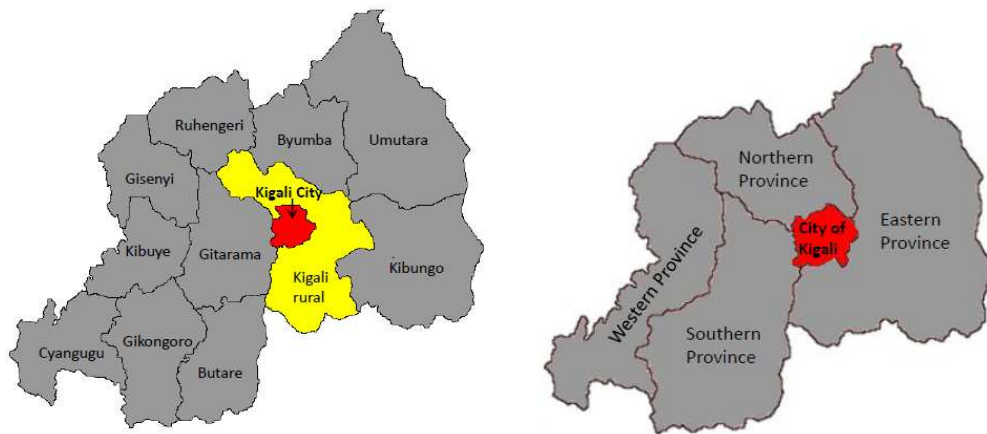 Ruhengeri
Byumba
Umutara
Gisenyi
Kigali City
Kibuye
Gitarama
Kibungo
Kigali
rural
Cyangugu
Gikongoro
Butare
Northern
Province
City of
Kigali
Eastern
Province
Western Province
Southern
Province